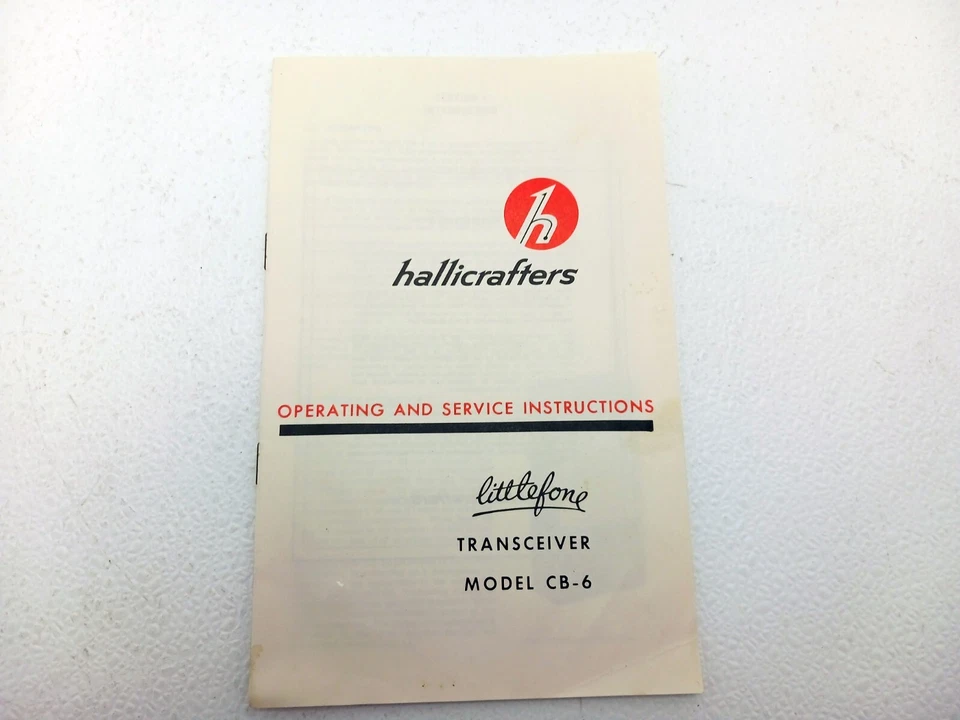 h
hallicrafters
OPERATING AND SERVICE INSTRUCTIONS
littlefone
TRANSCEIVER
MODEL CB-6